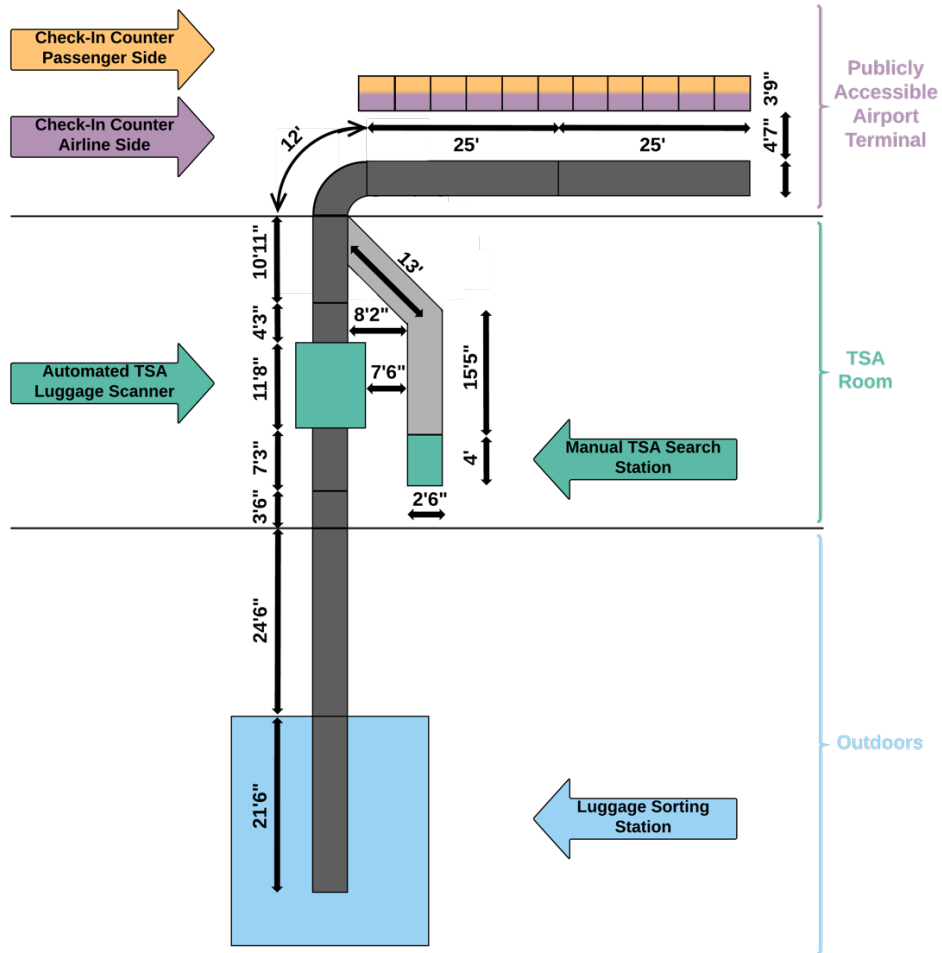 Check-In Counter
Passenger Side
Check-In Counter
Airline Side
Publicly
Accessible
Airport
Terminal
3'9"
4'7"
12'
25'
25'
10'11"
13'
4'3"
8'2"
Automated TSA
Luggage Scanner
11'8"
7'6"
15'5"
TSA
Room
7'3"
4'
Manual TSA Search
Station
3'6"
2'6"
24'6"
Outdoors
21'6"
Luggage Sorting
Station